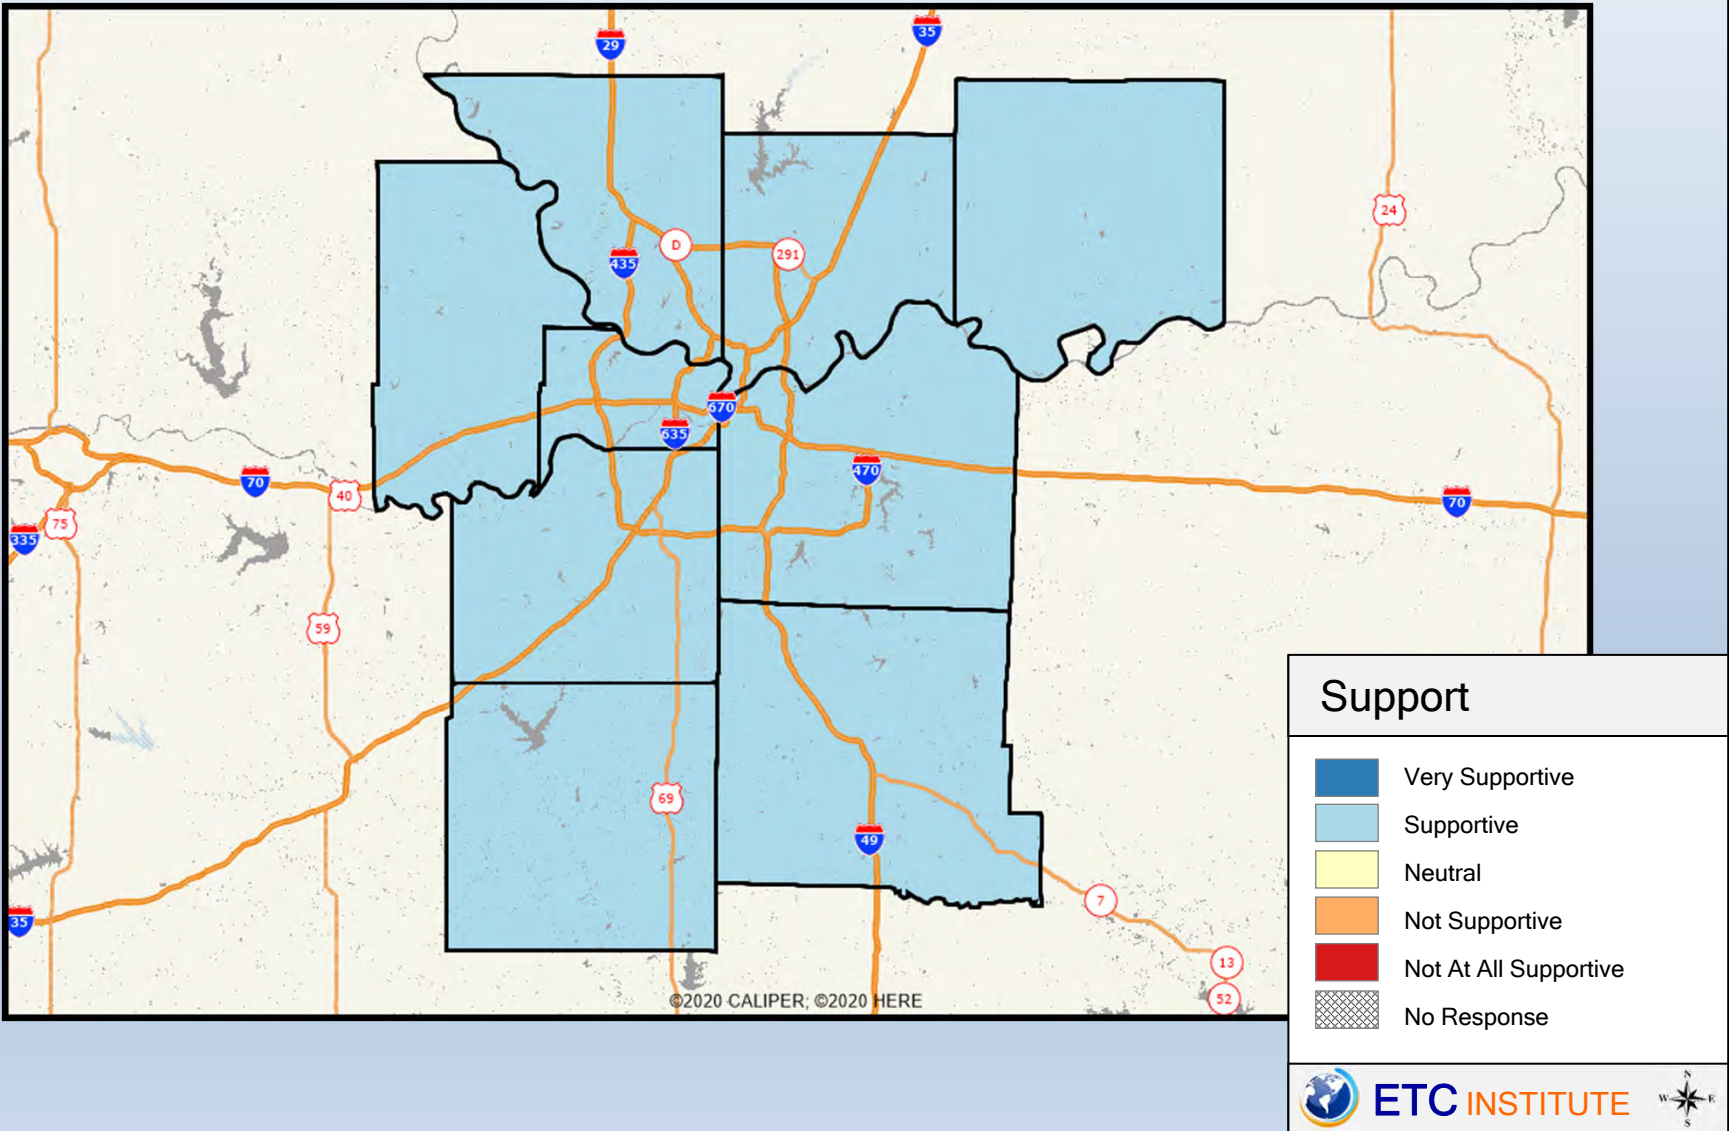 29
35
24
D
291
435
670
635
470
70
40
75
335
70
59
69
49
35
7
13
52
©2020 CALIPER; ©2020 HERE
Support
Very Supportive
Supportive
Neutral
Not Supportive
Not At All Supportive
No Response
ETC INSTITUTE
N
W E
S